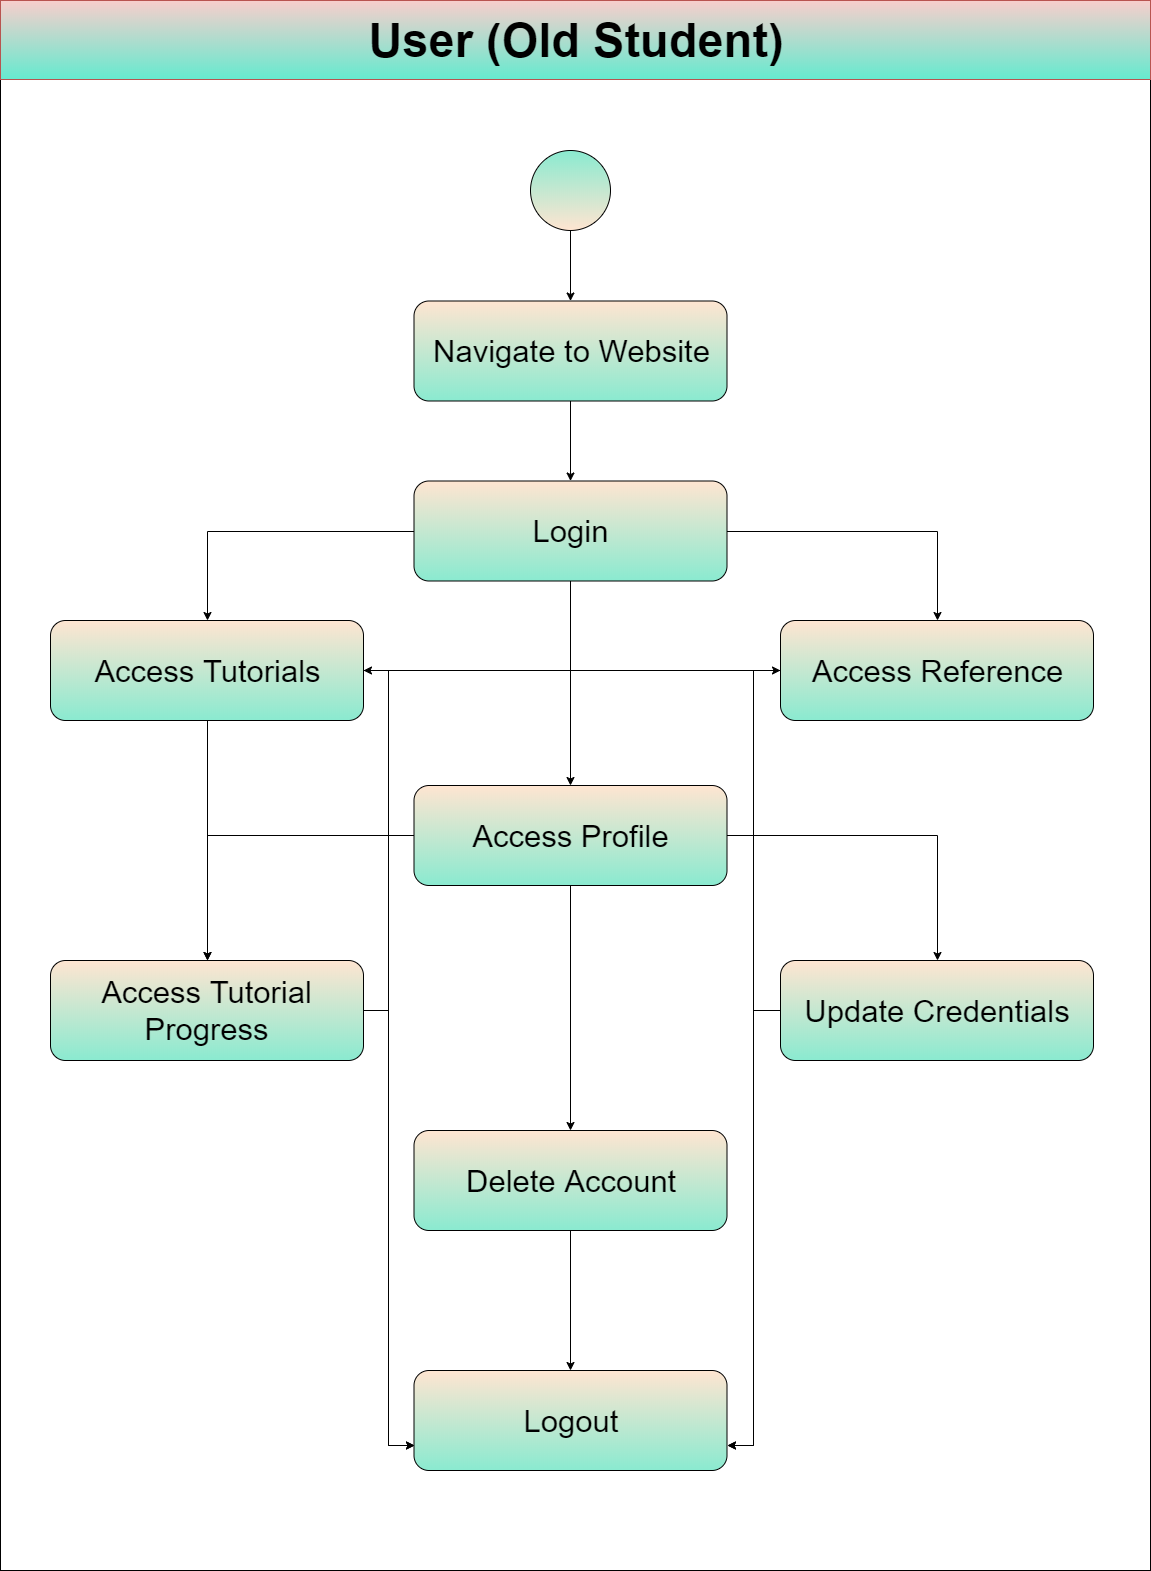 User (Old Student)
Navigate to Website
Login
Access Tutorials
Access Reference
Access Profile
Access Tutorial
Progress
Update Credentials
Delete Account
Logout